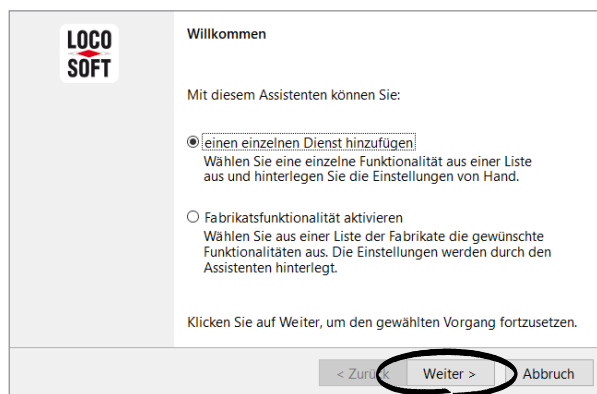 LOCO
SOFT
Willkommen
Mit diesem Assistenten können Sie:
einen einzelnen Dienst hinzufügen
Wählen Sie eine einzelne Funktionalität aus einer Liste
aus und hinterlegen Sie die Einstellungen von Hand.
Fabrikatsfunktionalität aktivieren
Wählen Sie aus einer Liste der Fabrikate die gewünschte
Funktionalitäten aus. Die Einstellungen werden durch den
Assistenten hinterlegt.
Klicken Sie auf Weiter, um den gewählten Vorgang fortzusetzen.
< Zurück Weiter > Abbruch